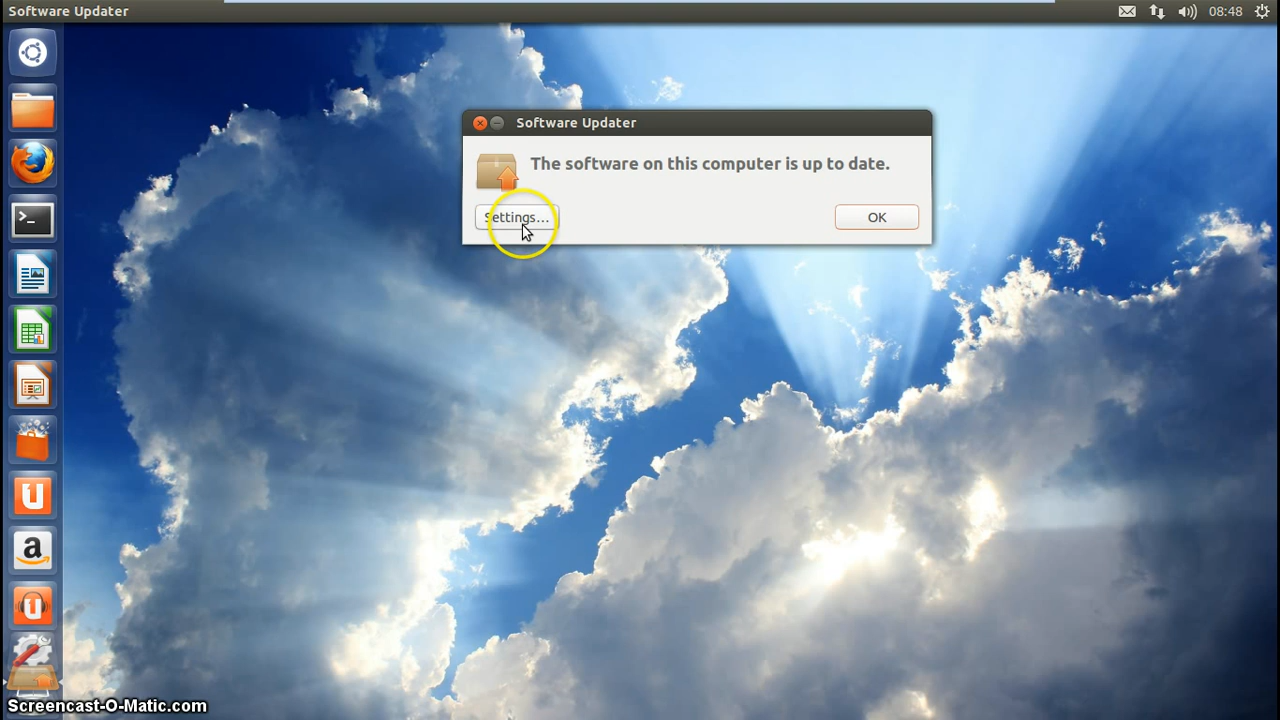 Software Updater
08:48
Software Updater
The software on this computer is up to date.
Settings...
OK
>_
U
a
U
Screencast-O-Matic.com